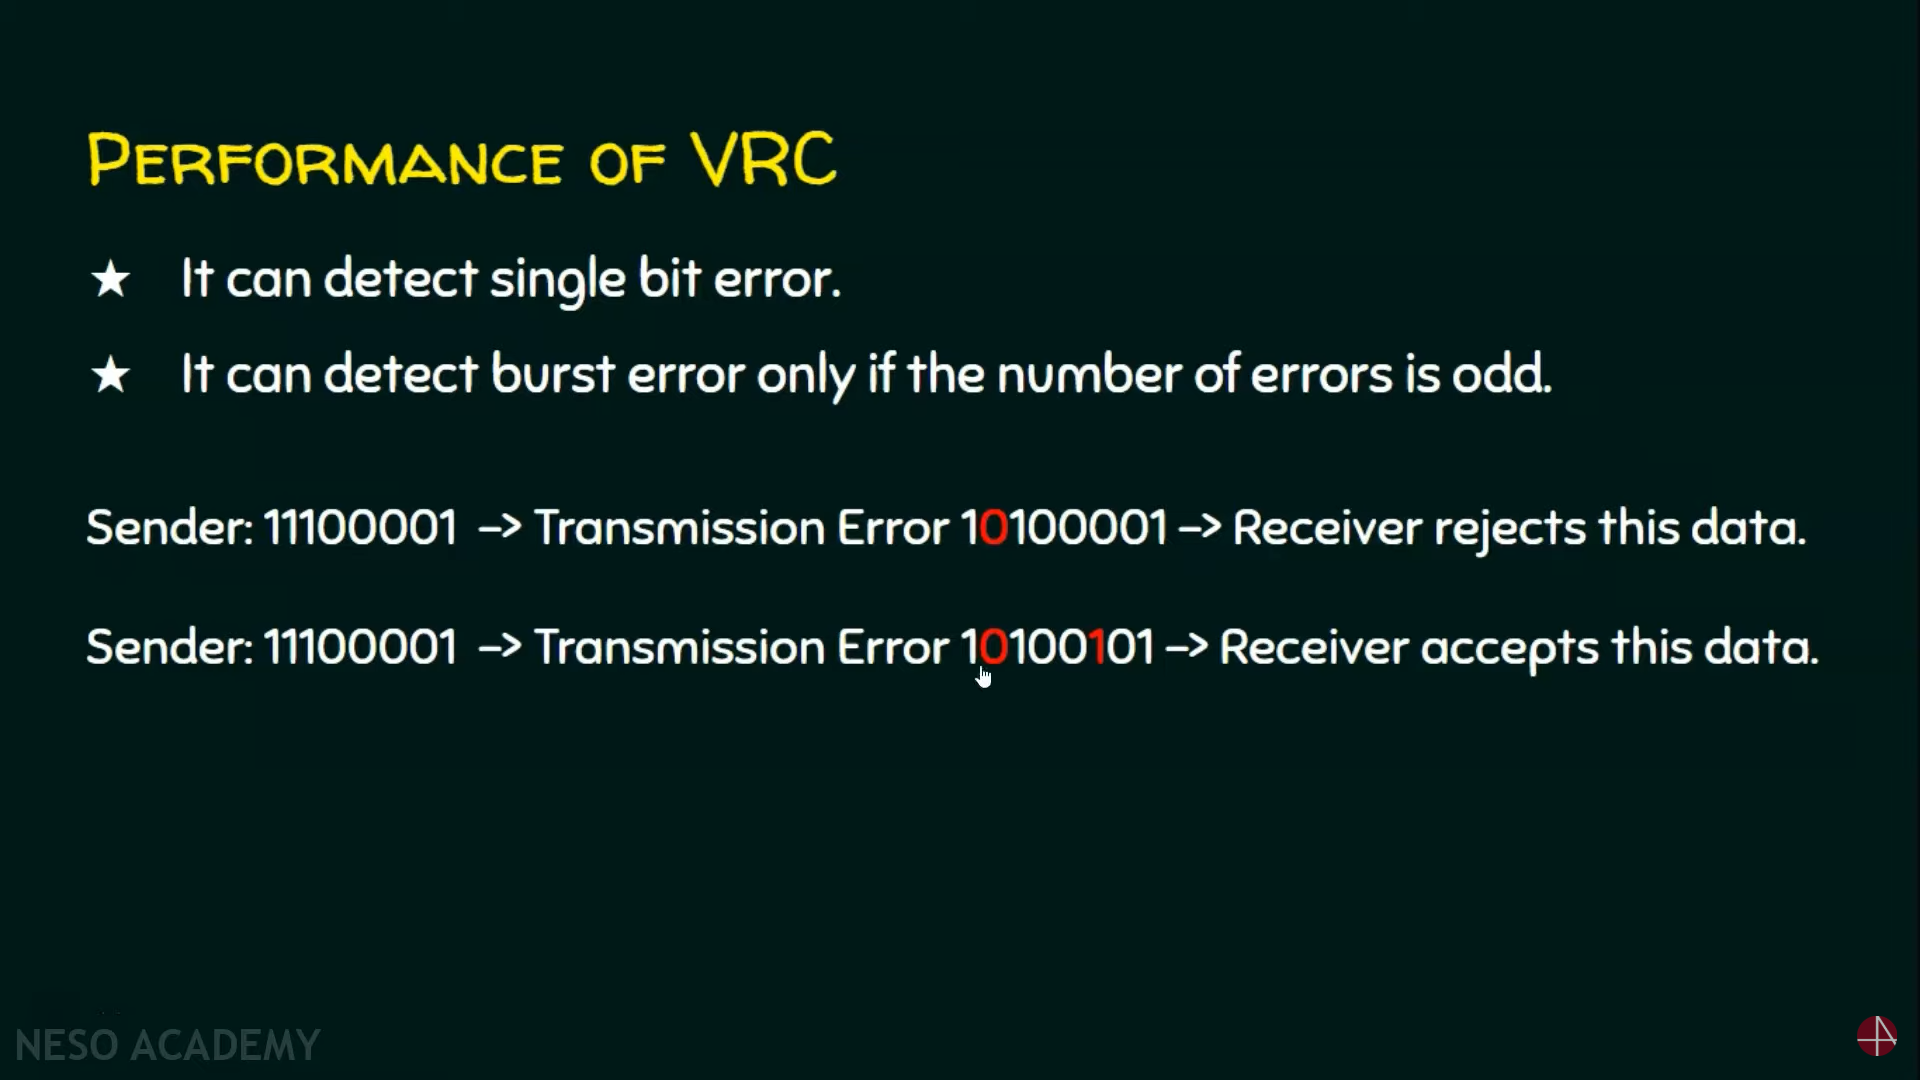 PERFORMANCE OF VRC
★ It can detect single bit error.
★ It can detect burst error only if the number of errors is odd.
Sender: 11100001 –> Transmission Error 10100001 –> Receiver rejects this data.
Sender: 11100001 –> Transmission Error 10100101 –> Receiver accepts this data.
NESO ACADEMY